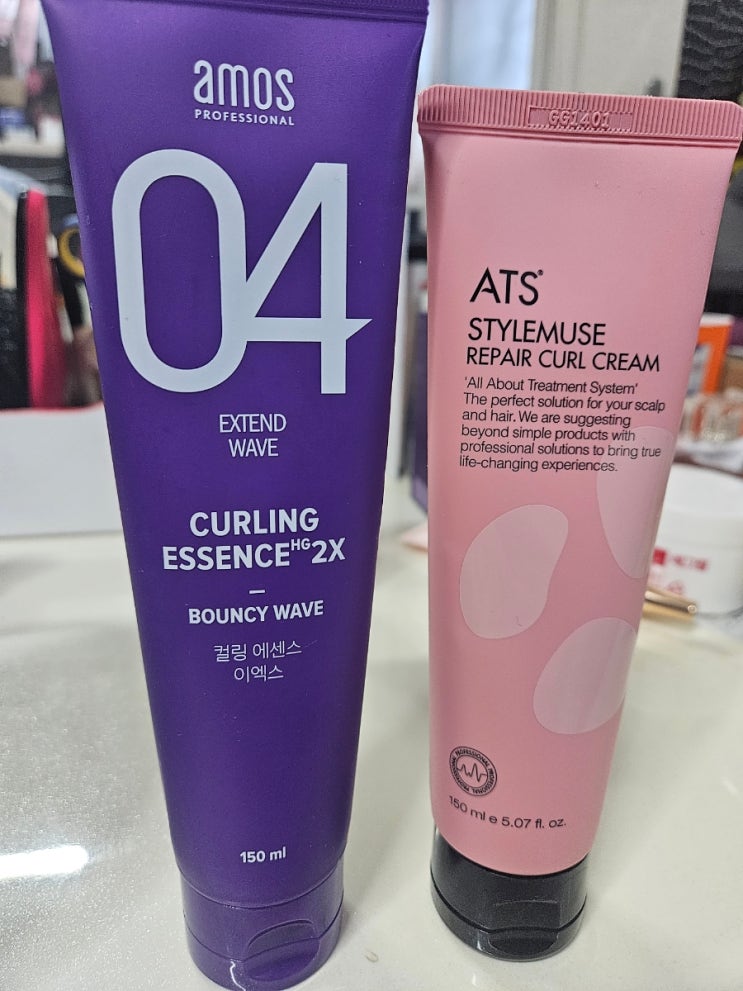 amos
PROFESSIONAL
04
EXTEND
WAVE
CURLING
ESSENCEHG2X
BOUNCY WAVE
컬링 에센스
이엑스
150 ml
GG1401
ATS®
STYLEMUSE
REPAIR CURL CREAM
'All About Treatment System'
The perfect solution for your scalp
and hair. We are suggesting
beyond simple products with
professional solutions to bring true
life-changing experiences.
PROFESSIONAL PROFESSIONAL
150 ml e 5.07 fl. oz.